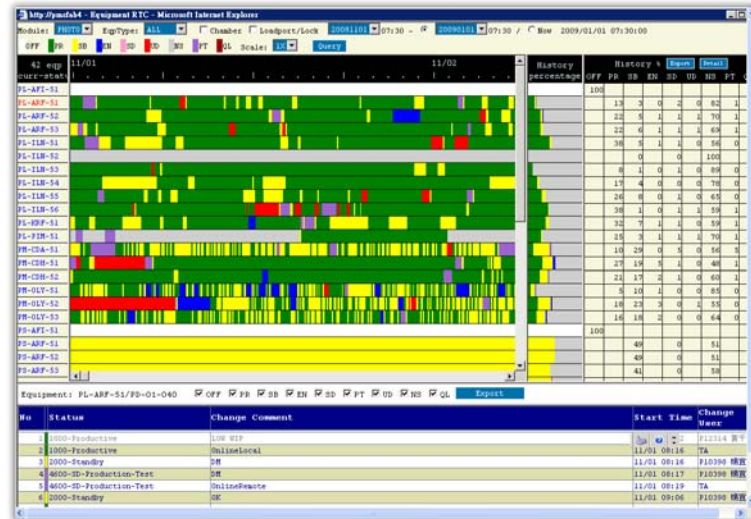 http://pmsfab4 - Equipment RTC - Microsoft Internet Explorer
Module: PHOTO EqpType: ALL Chamber Loadport/Lock 20081101 07:30 - 20090101 07:30 / Now 2009/01/01 07:30:00
OFF PR SB EN SD UD NS PT QL Scale: 1X Query
42 eqp 11/01 11/02 History History % Export Detail
curr-stat percentage OFF PR SB EN SD UD NS PT
PL-AFI-51 100
PL-ARF-51 13 3 0 2 0 82 1
PL-ARF-52 22 5 1 1 1 70 1
PL-ARF-53 22 6 1 1 1 69 1
PL-ILN-51 38 5 1 1 0 56 0
PL-ILN-52 0 0 100
PL-ILN-53 8 1 0 1 0 89 0
PL-ILN-54 17 4 0 0 0 78 0
PL-ILN-55 26 8 0 1 0 65 0
PL-ILN-56 38 1 0 1 1 59 1
PL-KRF-51 32 7 1 1 0 59 1
PL-PIM-51 25 3 1 1 1 70 1
PM-CDA-51 10 29 0 5 0 56 5
PM-CDH-51 27 19 5 1 0 48 1
PM-CDH-52 21 17 2 1 0 60 1
PM-OLY-51 5 10 1 0 0 85 0
PM-OLY-52 18 23 3 0 1 55 0
PM-OLY-53 16 18 2 0 0 64 0
PS-AFI-51 100
PS-ARF-51 49 0 51
PS-ARF-52 49 0 51
PS-ARF-53 41 0 58
Equipment: PL-ARF-51/PD-01-040 OFF PR SB EN SD PT UD NS QL Export
No Status Change Comment Start Time Change User
1 1000-Productive LOW WIP P12314
2 1000-Productive OnlineLocal 11/01 08:16 TA
3 2000-Standby DM 11/01 08:16 P10398
4 4600-SD-Production-Test DM 11/01 08:17 P10398
5 4600-SD-Production-Test OnlineRemote 11/01 08:19 TA
6 2000-Standby OK 11/01 09:06 P10398